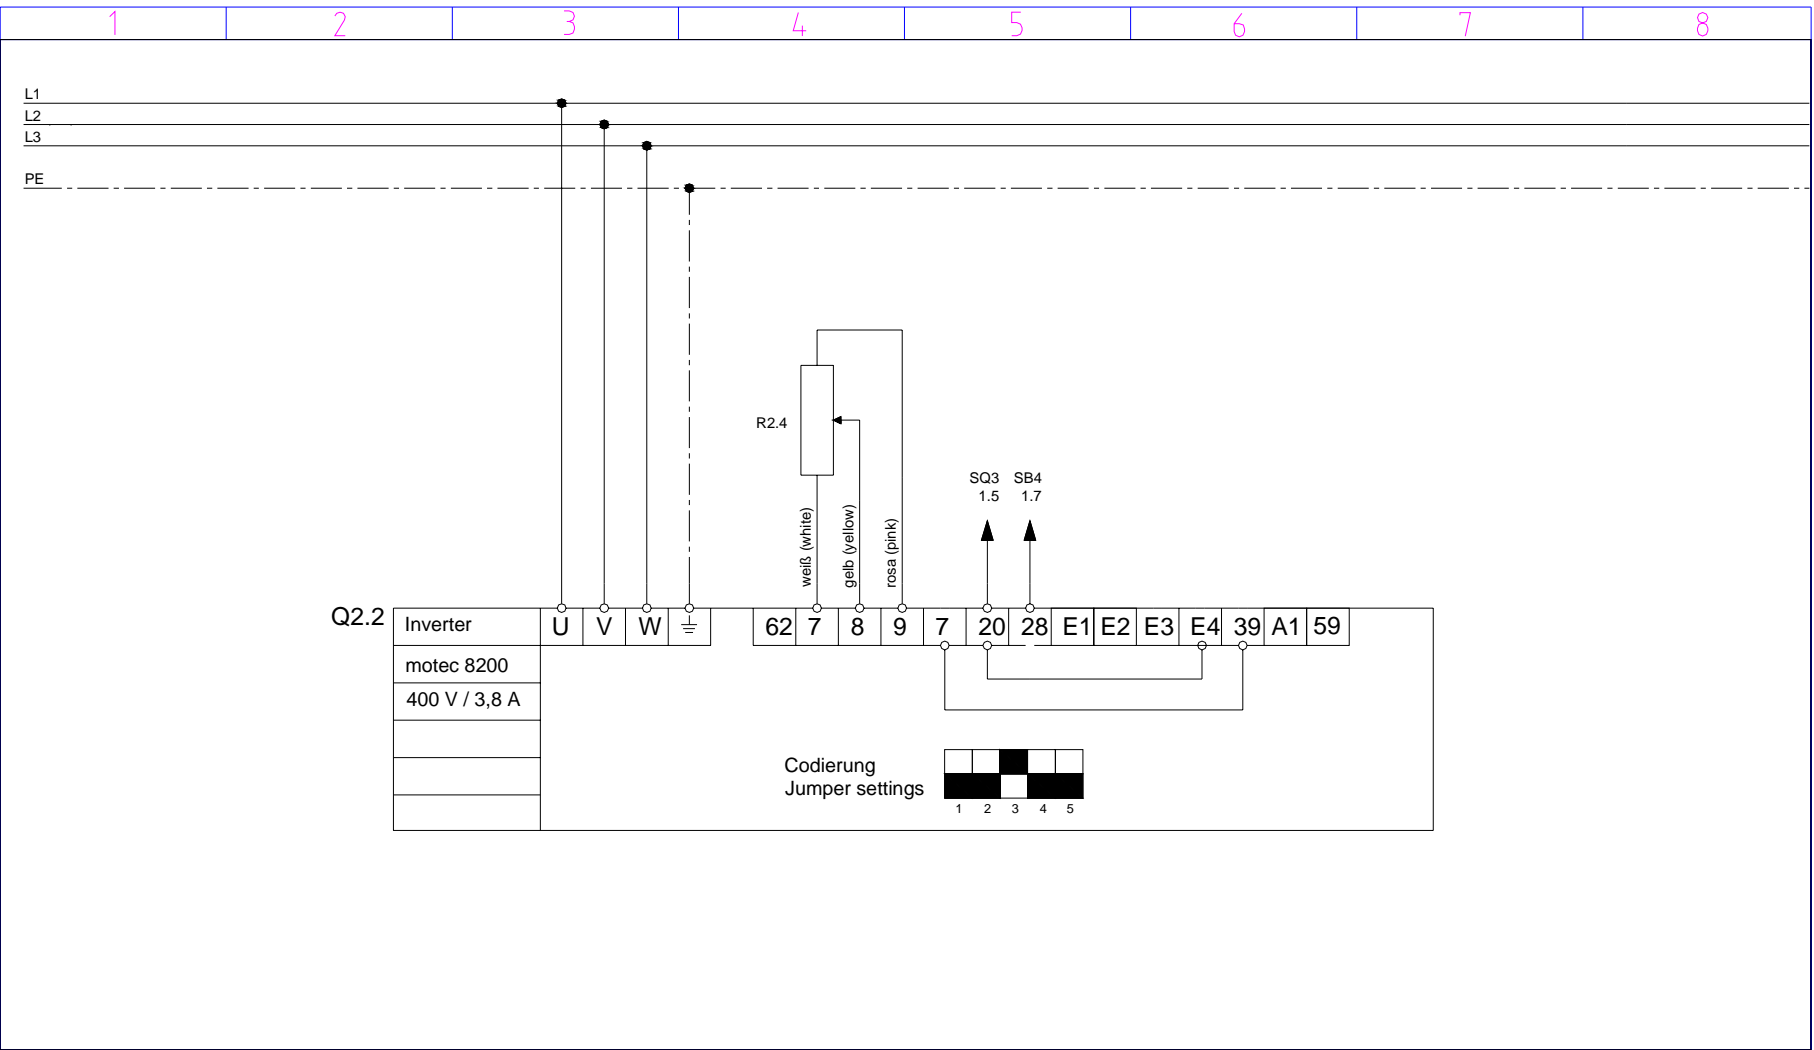 1 2 3 4 5 6 7 8
L1
L2
L3
PE
R2.4
SQ3 SB4
1.5 1.7
weiß (white)
gelb (yellow)
rosa (pink)
Q2.2
Inverter U V W 62 7 8 9 7 20 28 E1 E2 E3 E4 39 A1 59
motec 8200
400 V / 3,8 A
Codierung
Jumper settings
1 2 3 4 5